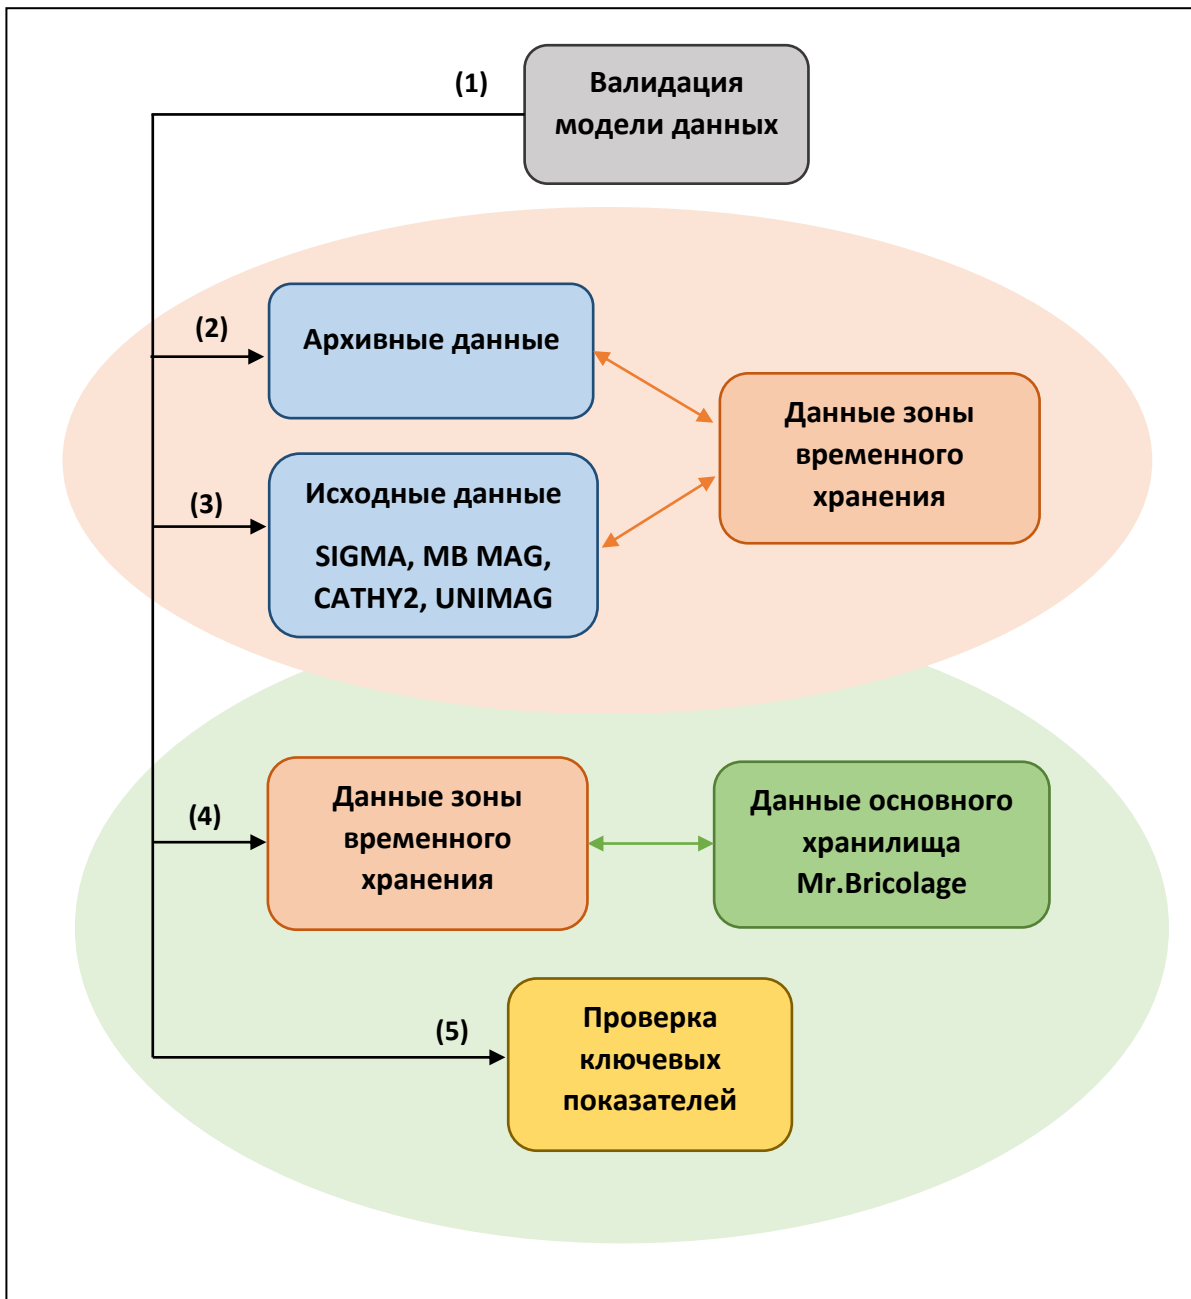 (1)
Валидация
модели данных
(2)
Архивные данные
Данные зоны
временного
хранения
(3)
Исходные данные
SIGMA, MB MAG,
CATHY2, UNIMAG
(4)
Данные зоны
временного
хранения
Данные основного
хранилища
Mr.Bricolage
(5)
Проверка
ключевых
показателей